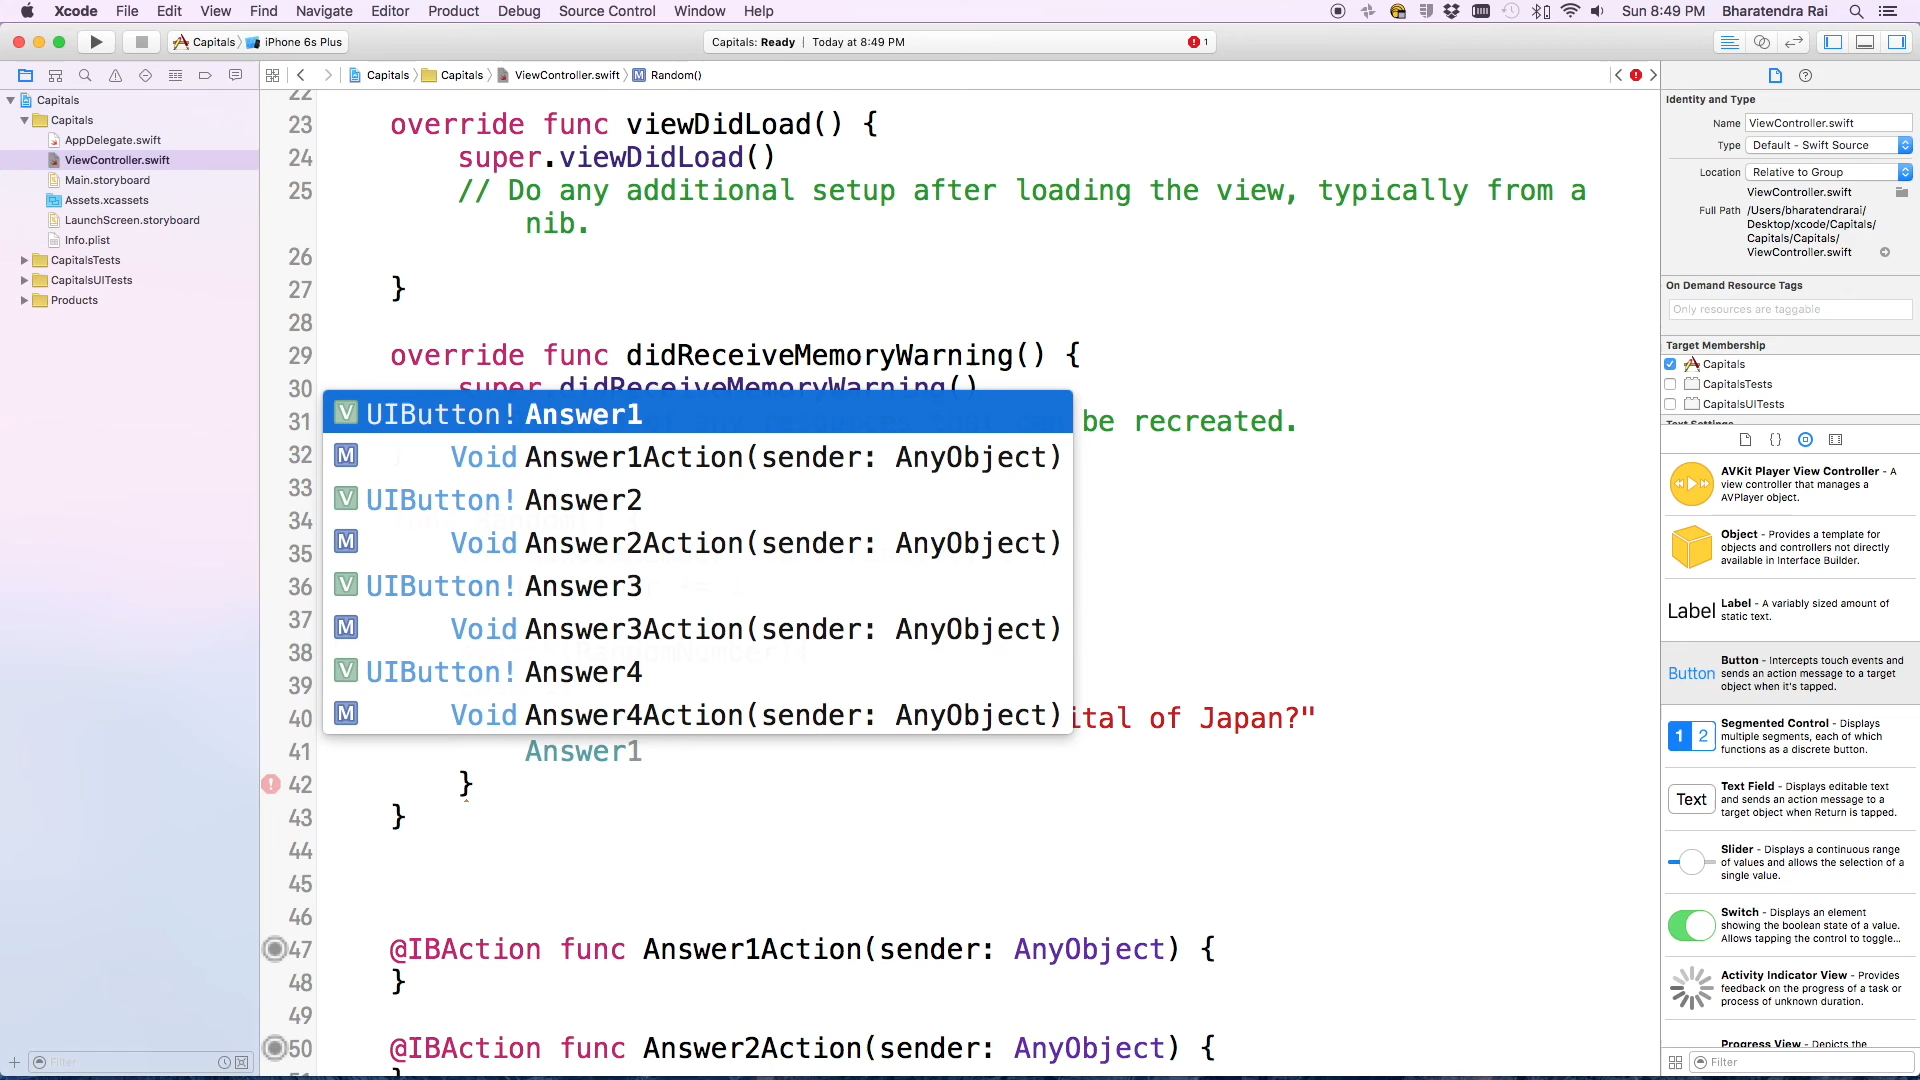 Xcode File Edit View Find Navigate Editor Product Debug Source Control Window Help Sun 8:49 PM Bharatendra Rai
Capitals iPhone 6s Plus Capitals: Ready Today at 8:49 PM 1
Capitals Capitals ViewController.swift M Random()
Capitals
Capitals
AppDelegate.swift
ViewController.swift
Main.storyboard
Assets.xcassets
LaunchScreen.storyboard
Info.plist
CapitalsTests
CapitalsUITests
Products
Filter
22
23 override func viewDidLoad() {
24 super.viewDidLoad()
25 // Do any additional setup after loading the view, typically from a
nib.
26
27 }
28
29 override func didReceiveMemoryWarning() {
30 super.didReceiveMemoryWarning()
31 be recreated.
32
33
34
35
36
37
38
39
40 ital of Japan?"
41 Answer1
42 }
43 }
44
45
46
47 @IBAction func Answer1Action(sender: AnyObject) {
48 }
49
50 @IBAction func Answer2Action(sender: AnyObject) {
V UIButton! Answer1
M Void Answer1Action(sender: AnyObject)
V UIButton! Answer2
M Void Answer2Action(sender: AnyObject)
V UIButton! Answer3
M Void Answer3Action(sender: AnyObject)
V UIButton! Answer4
M Void Answer4Action(sender: AnyObject)
Identity and Type
Name ViewController.swift
Type Default - Swift Source
Location Relative to Group
ViewController.swift
Full Path /Users/bharatendrarai/
Desktop/xcode/Capitals/
Capitals/Capitals/
ViewController.swift
On Demand Resource Tags
Only resources are taggable
Target Membership
Capitals
CapitalsTests
CapitalsUITests
Text Settings
AVKit Player View Controller - A
view controller that manages a
AVPlayer object.
Object - Provides a template for
objects and controllers not directly
available in Interface Builder.
Label Label - A variably sized amount of
static text.
Button Button - Intercepts touch events and
sends an action message to a target
object when it's tapped.
1 2 Segmented Control - Displays
multiple segments, each of which
functions as a discrete button.
Text Text Field - Displays editable text
and sends an action message to a
target object when Return is tapped.
Slider - Displays a continuous range
of values and allows the selection of a
single value.
Switch - Displays an element
showing the boolean state of a value.
Allows tapping the control to toggle...
Activity Indicator View - Provides
feedback on the progress of a task or
process of unknown duration.
Progress View - Depicts the
Filter